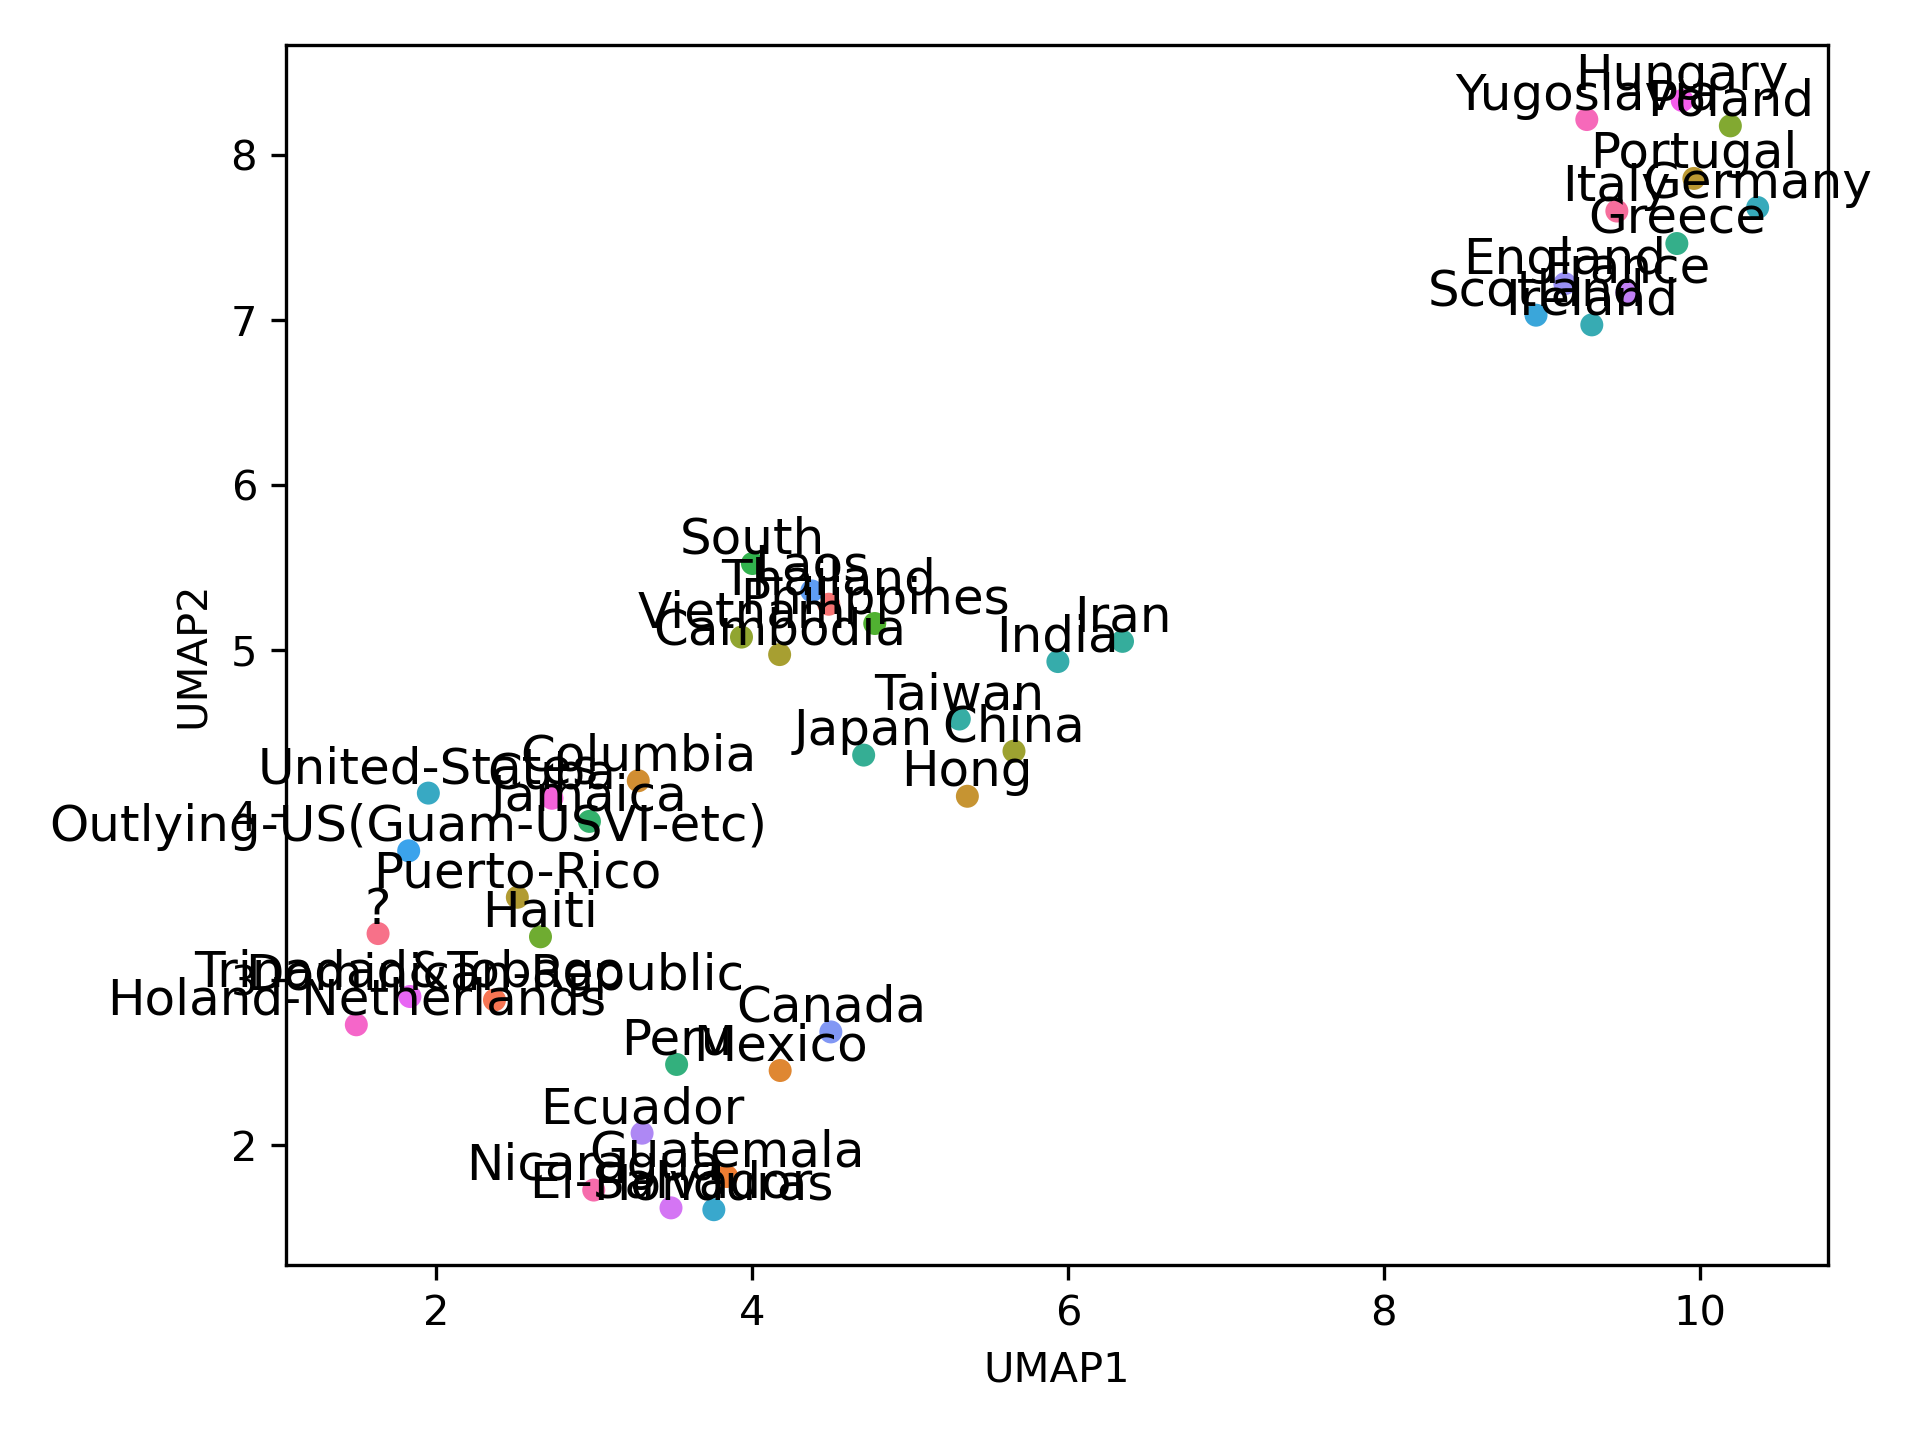 Hungary
Yugoslavia
Poland
8
Portugal
Italy
Germany
Greece
England
France
Scotland
Ireland
7
6
South
Laos
Thailand
Philippines
Vietnam
Iran
Cambodia
India
5
UMAP2
Taiwan
China
Japan
Columbia
United-States
Cuba
Hong
Jamaica
4
Outlying-US(Guam-USVI-etc)
Puerto-Rico
?
Haiti
Trinadad&Tobago
Dominican-Republic
3
Holand-Netherlands
Canada
Peru
Mexico
Ecuador
2
Guatemala
Nicaragua
El-Salvador
Honduras
2
4
6
8
10
UMAP1